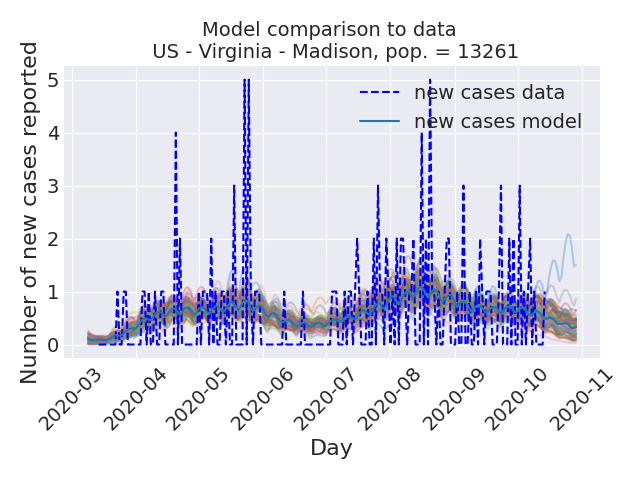 Model comparison to data
US - Virginia - Madison, pop. = 13261
Number of new cases reported
5
4
3
2
1
0
new cases data
new cases model
2020-03
2020-04
2020-05
2020-06
2020-07
2020-08
2020-09
2020-10
2020-11
Day